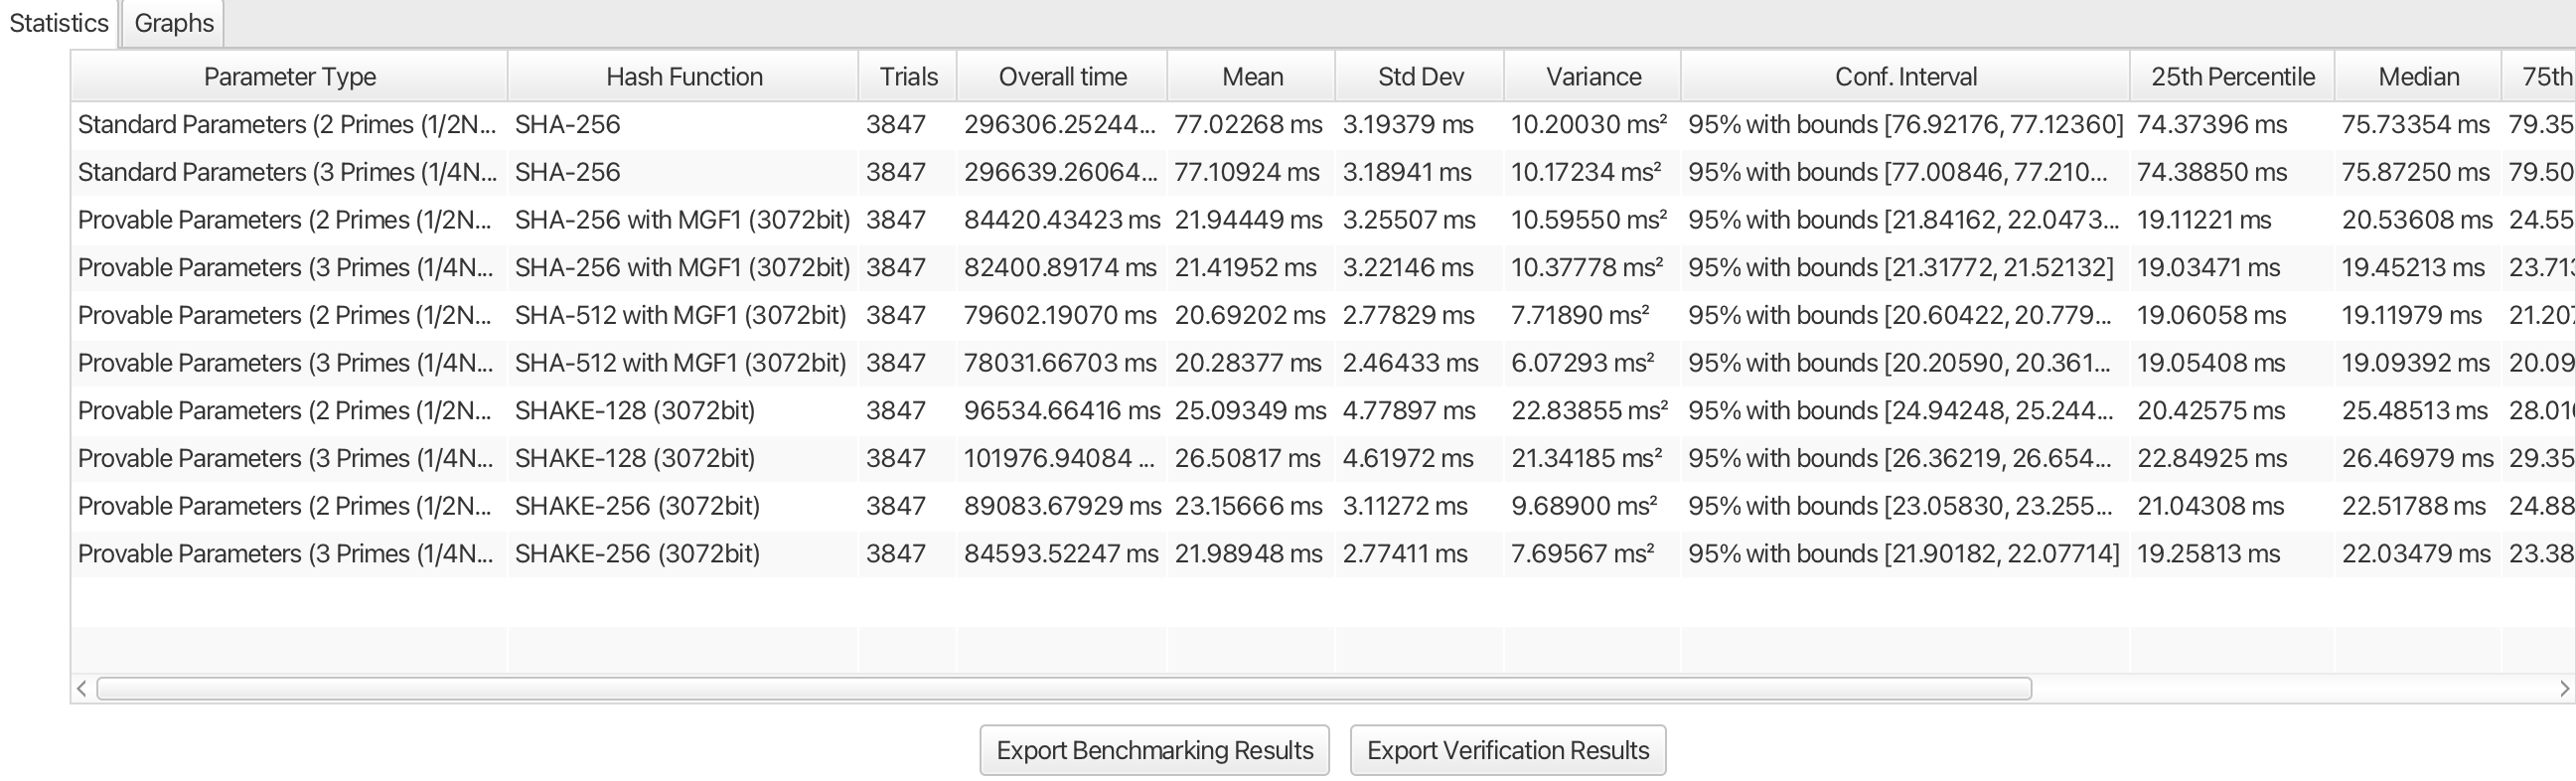 Statistics Graphs
Parameter Type Hash Function Trials Overall time Mean Std Dev Variance Conf. Interval 25th Percentile Median 75th
Standard Parameters (2 Primes (1/2N... SHA-256 3847 296306.25244... 77.02268 ms 3.19379 ms 10.20030 ms² 95% with bounds [76.92176, 77.12360] 74.37396 ms 75.73354 ms 79.35
Standard Parameters (3 Primes (1/4N... SHA-256 3847 296639.26064... 77.10924 ms 3.18941 ms 10.17234 ms² 95% with bounds [77.00846, 77.210... 74.38850 ms 75.87250 ms 79.50
Provable Parameters (2 Primes (1/2N... SHA-256 with MGF1 (3072bit) 3847 84420.43423 ms 21.94449 ms 3.25507 ms 10.59550 ms² 95% with bounds [21.84162, 22.0473... 19.11221 ms 20.53608 ms 24.55
Provable Parameters (3 Primes (1/4N... SHA-256 with MGF1 (3072bit) 3847 82400.89174 ms 21.41952 ms 3.22146 ms 10.37778 ms² 95% with bounds [21.31772, 21.52132] 19.03471 ms 19.45213 ms 23.713
Provable Parameters (2 Primes (1/2N... SHA-512 with MGF1 (3072bit) 3847 79602.19070 ms 20.69202 ms 2.77829 ms 7.71890 ms² 95% with bounds [20.60422, 20.779... 19.06058 ms 19.11979 ms 21.207
Provable Parameters (3 Primes (1/4N... SHA-512 with MGF1 (3072bit) 3847 78031.66703 ms 20.28377 ms 2.46433 ms 6.07293 ms² 95% with bounds [20.20590, 20.361... 19.05408 ms 19.09392 ms 20.09
Provable Parameters (2 Primes (1/2N... SHAKE-128 (3072bit) 3847 96534.66416 ms 25.09349 ms 4.77897 ms 22.83855 ms² 95% with bounds [24.94248, 25.244... 20.42575 ms 25.48513 ms 28.010
Provable Parameters (3 Primes (1/4N... SHAKE-128 (3072bit) 3847 101976.94084 ... 26.50817 ms 4.61972 ms 21.34185 ms² 95% with bounds [26.36219, 26.654... 22.84925 ms 26.46979 ms 29.35
Provable Parameters (2 Primes (1/2N... SHAKE-256 (3072bit) 3847 89083.67929 ms 23.15666 ms 3.11272 ms 9.68900 ms² 95% with bounds [23.05830, 23.255... 21.04308 ms 22.51788 ms 24.88
Provable Parameters (3 Primes (1/4N... SHAKE-256 (3072bit) 3847 84593.52247 ms 21.98948 ms 2.77411 ms 7.69567 ms² 95% with bounds [21.90182, 22.07714] 19.25813 ms 22.03479 ms 23.38
Export Benchmarking Results Export Verification Results